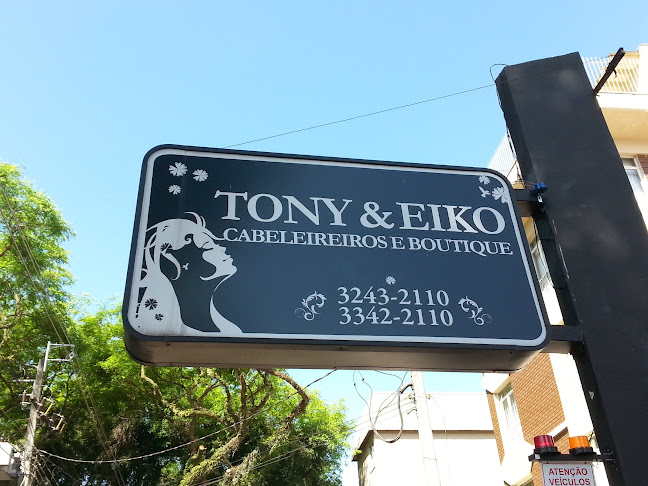 TONY & EIKO
CABELEIREIROS E BOUTIQUE
3243-2110
3342-2110
ATENÇÃO
VEÍCULOS